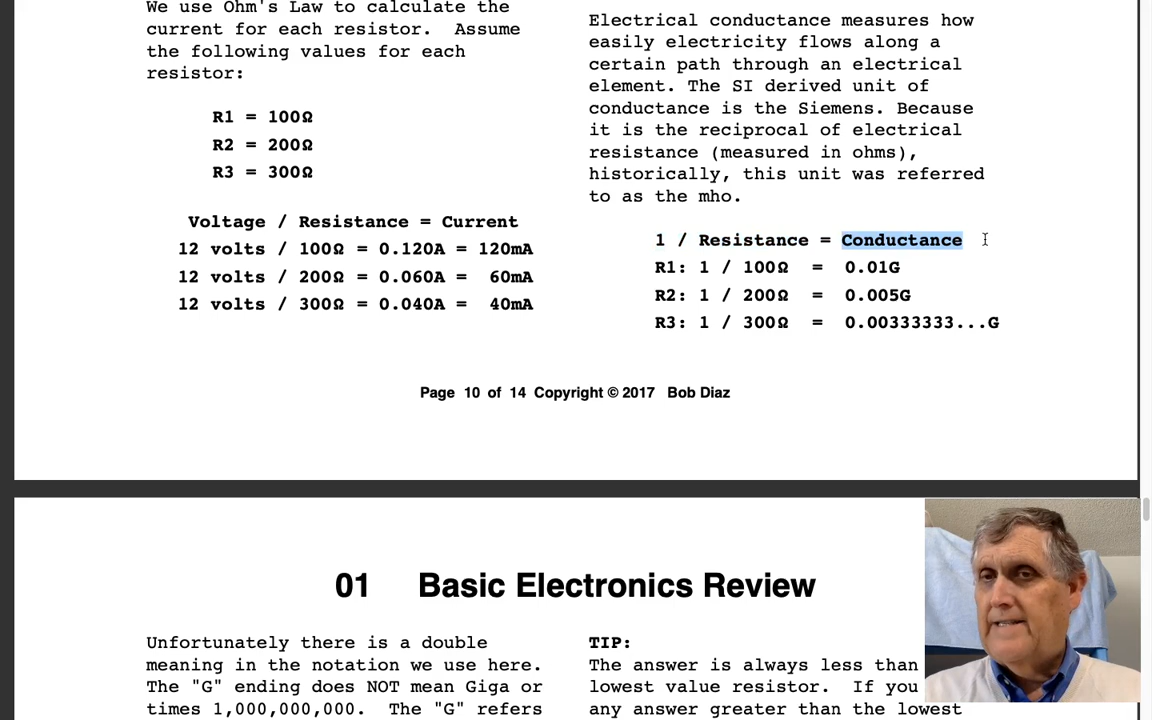 We use Ohm's Law to calculate the
current for each resistor. Assume
the following values for each
resistor:
R1 = 100Ω
R2 = 200Ω
R3 = 300Ω
Voltage / Resistance = Current
12 volts / 100Ω = 0.120A = 120mA
12 volts / 200Ω = 0.060A = 60mA
12 volts / 300Ω = 0.040A = 40mA
Electrical conductance measures how
easily electricity flows along a
certain path through an electrical
element. The SI derived unit of
conductance is the Siemens. Because
it is the reciprocal of electrical
resistance (measured in ohms),
historically, this unit was referred
to as the mho.
1 / Resistance = Conductance
R1: 1 / 100Ω = 0.01G
R2: 1 / 200Ω = 0.005G
R3: 1 / 300Ω = 0.00333333...G
Page 10 of 14 Copyright © 2017 Bob Diaz
01 Basic Electronics Review
Unfortunately there is a double
meaning in the notation we use here.
The "G" ending does NOT mean Giga or
times 1,000,000,000. The "G" refers
TIP:
The answer is always less than
lowest value resistor. If you
any answer greater than the lowest